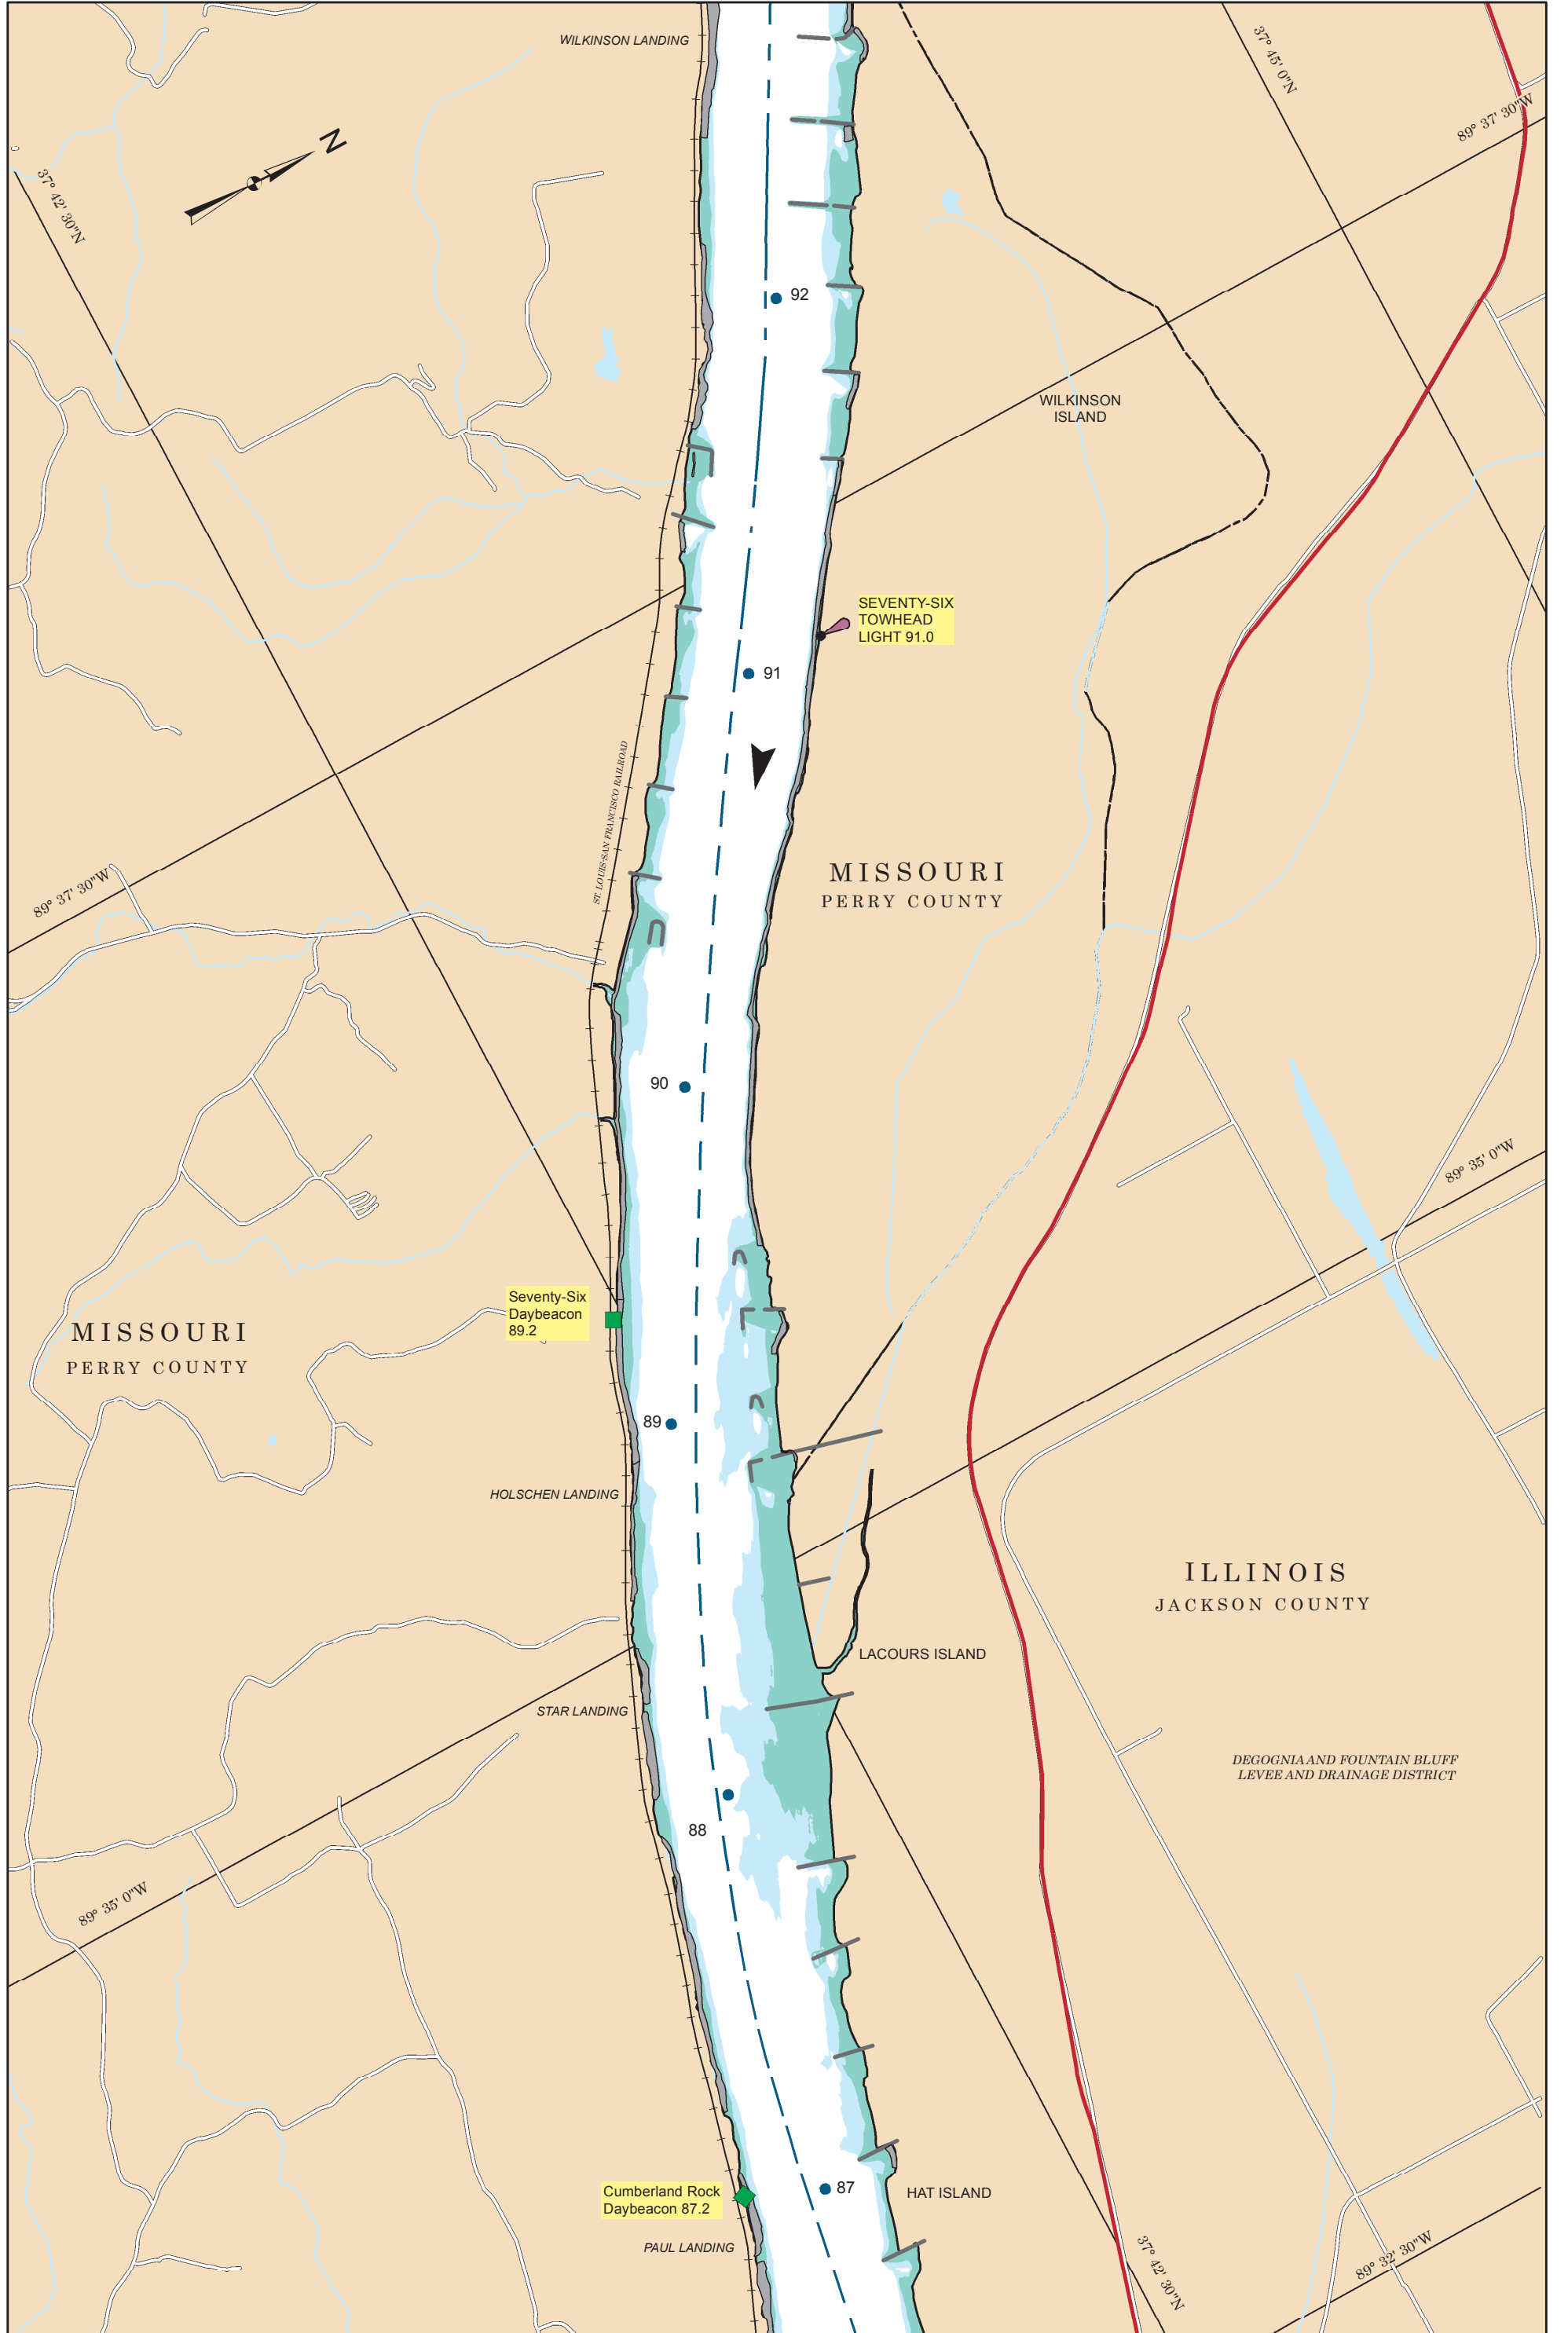 WILKINSON LANDING
37° 45' 0"N
89° 37' 30"W
N
37° 42' 30"N
92
WILKINSON
ISLAND
SEVENTY-SIX
TOWHEAD
LIGHT 91.0
91
ST. LOUIS-SAN FRANCISCO RAILROAD
MISSOURI
PERRY COUNTY
89° 37' 30"W
90
89° 35' 0"W
Seventy-Six
Daybeacon
89.2
MISSOURI
PERRY COUNTY
89
HOLSCHEN LANDING
ILLINOIS
JACKSON COUNTY
LACOURS ISLAND
STAR LANDING
DEGOGNIA AND FOUNTAIN BLUFF
LEVEE AND DRAINAGE DISTRICT
88
89° 35' 0"W
87
HAT ISLAND
Cumberland Rock
Daybeacon 87.2
PAUL LANDING
37° 42' 30"N
89° 32' 30"W